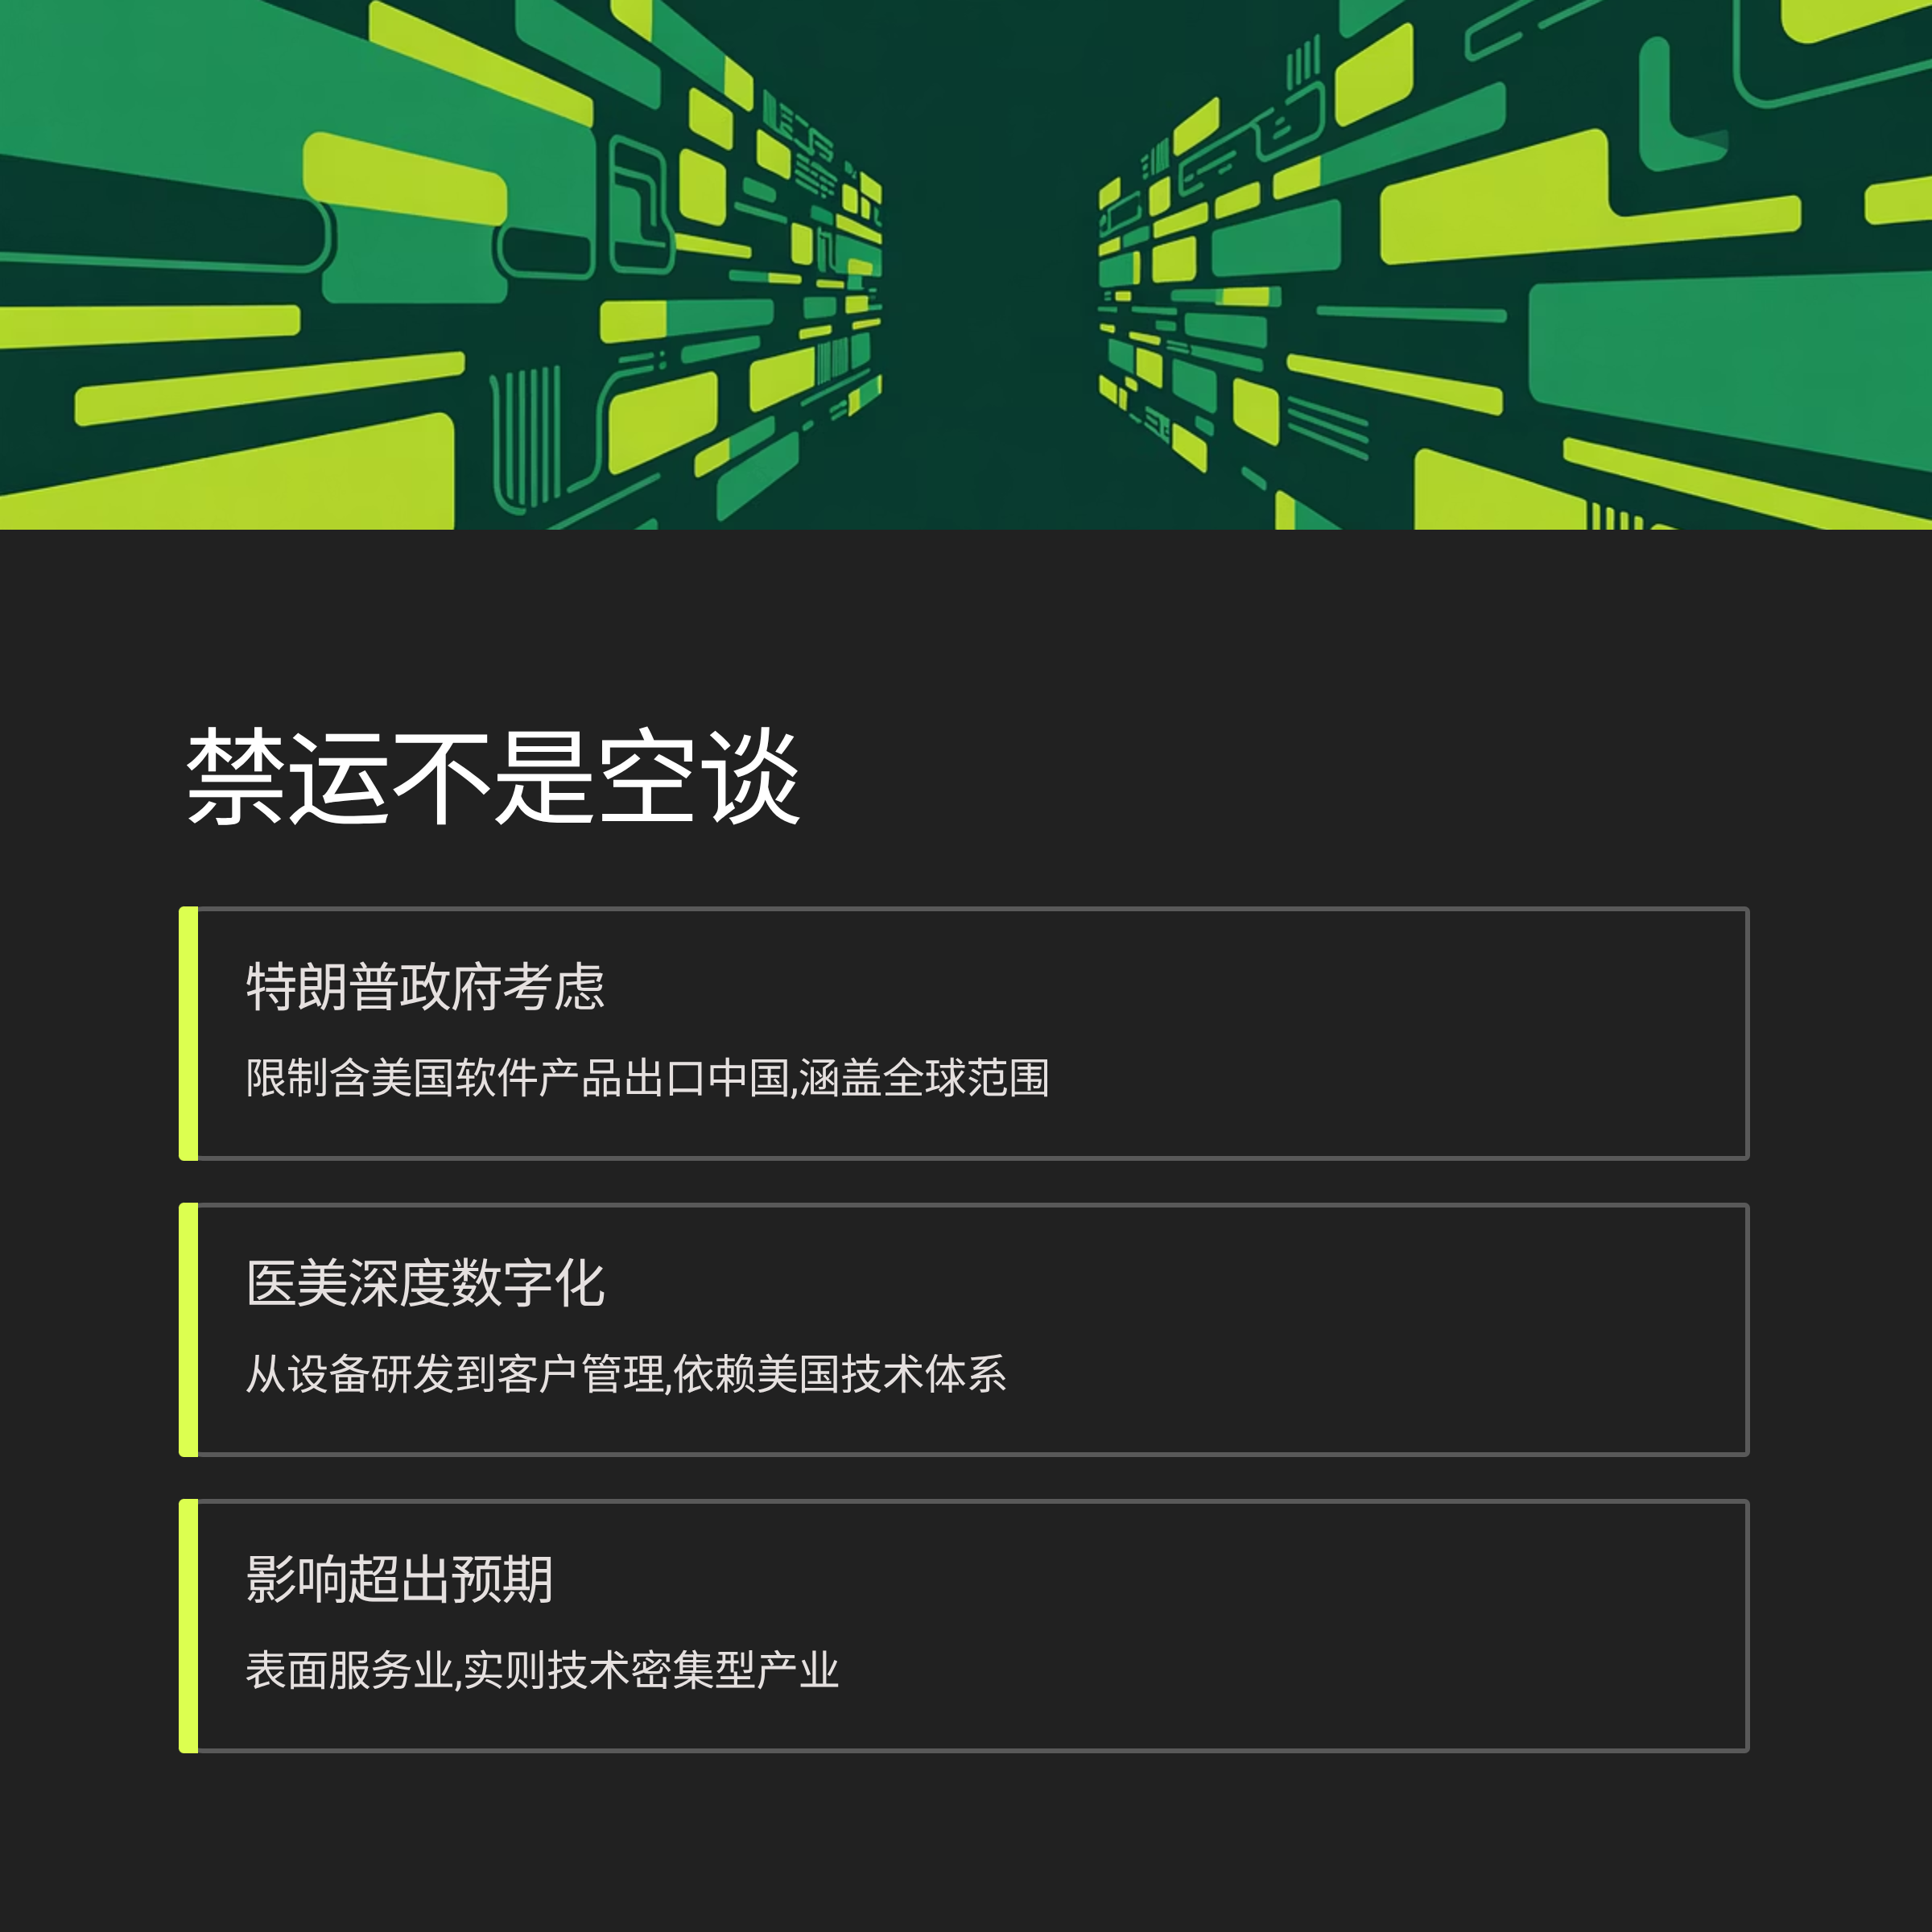 禁运不是空谈
特朗普政府考虑
限制含美国软件产品出口中国,涵盖全球范围
医美深度数字化
从设备研发到客户管理,依赖美国技术体系
影响超出预期
表面服务业,实则技术密集型产业